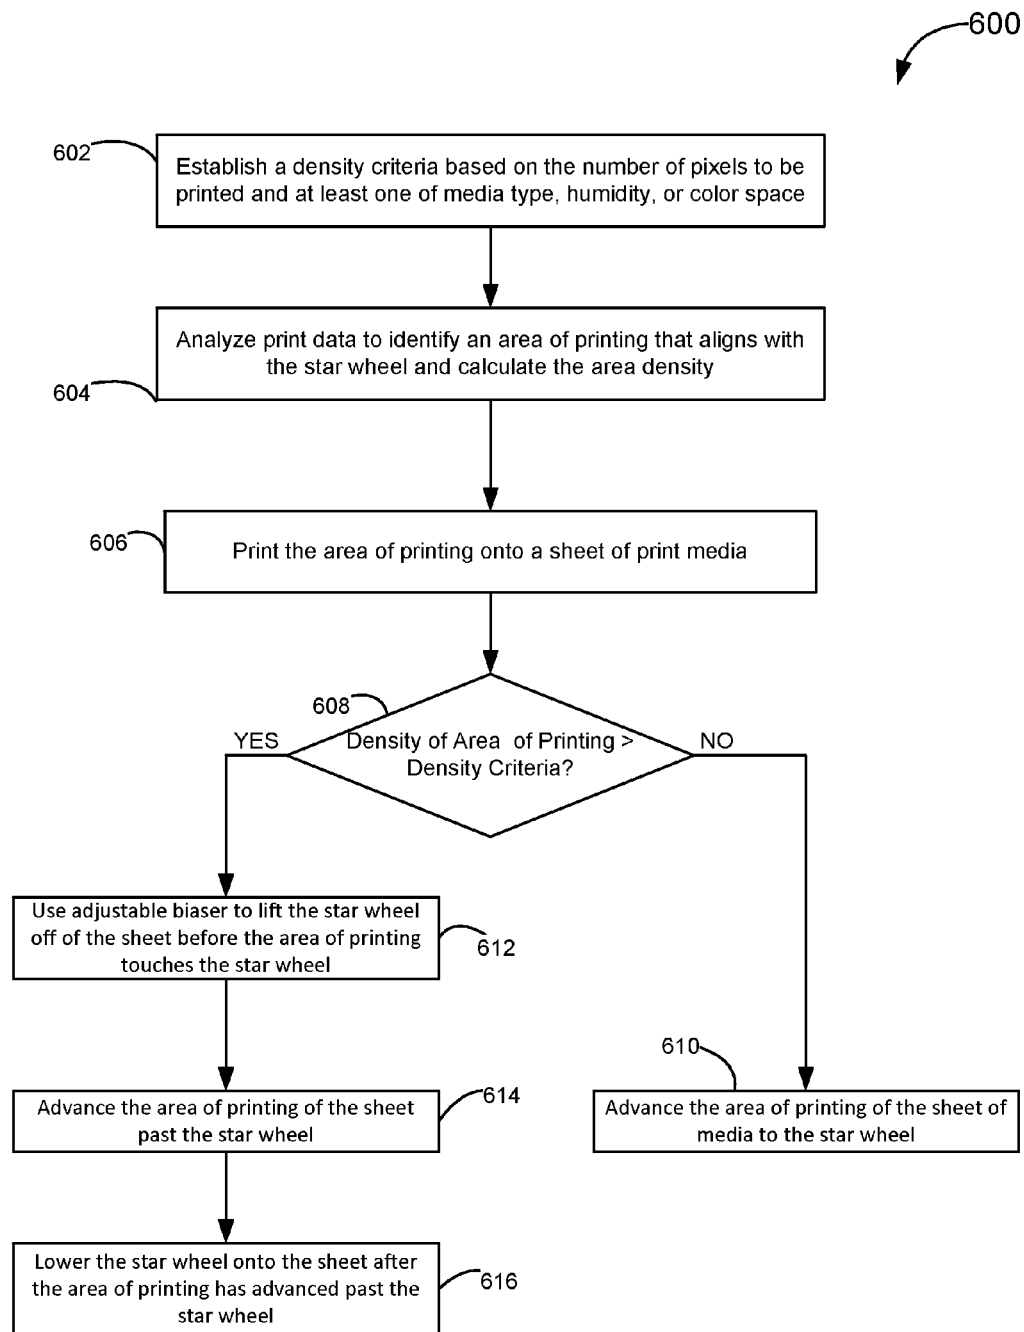 600
602
Establish a density criteria based on the number of pixels to be
printed and at least one of media type, humidity, or color space
Analyze print data to identify an area of printing that aligns with
the star wheel and calculate the area density
604
606
Print the area of printing onto a sheet of print media
608
YES
Density of Area of Printing >
Density Criteria?
NO
Use adjustable biaser to lift the star wheel
off of the sheet before the area of printing
touches the star wheel
612
610
614
Advance the area of printing of the sheet
past the star wheel
Advance the area of printing of the sheet of
media to the star wheel
Lower the star wheel onto the sheet after
the area of printing has advanced past the
star wheel
616